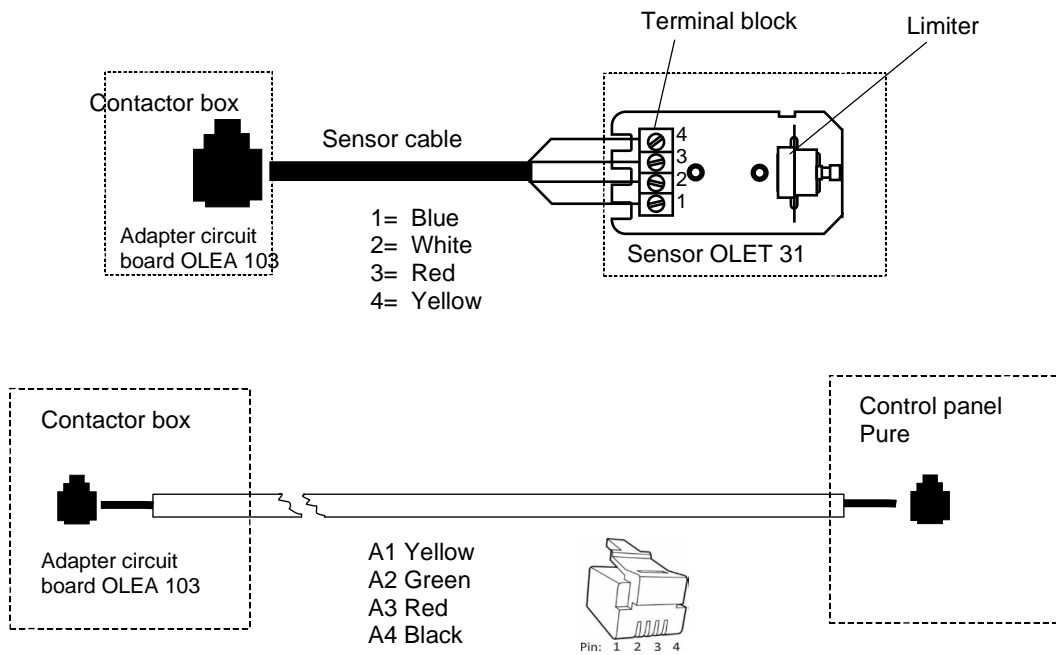 Terminal block
Limiter
Contactor box
Sensor cable
4
3
2
1
1= Blue
2= White
3= Red
4= Yellow
Adapter circuit
board OLEA 103
Sensor OLET 31
Contactor box
Control panel
Pure
Adapter circuit
board OLEA 103
A1 Yellow
A2 Green
A3 Red
A4 Black
Pin: 1 2 3 4